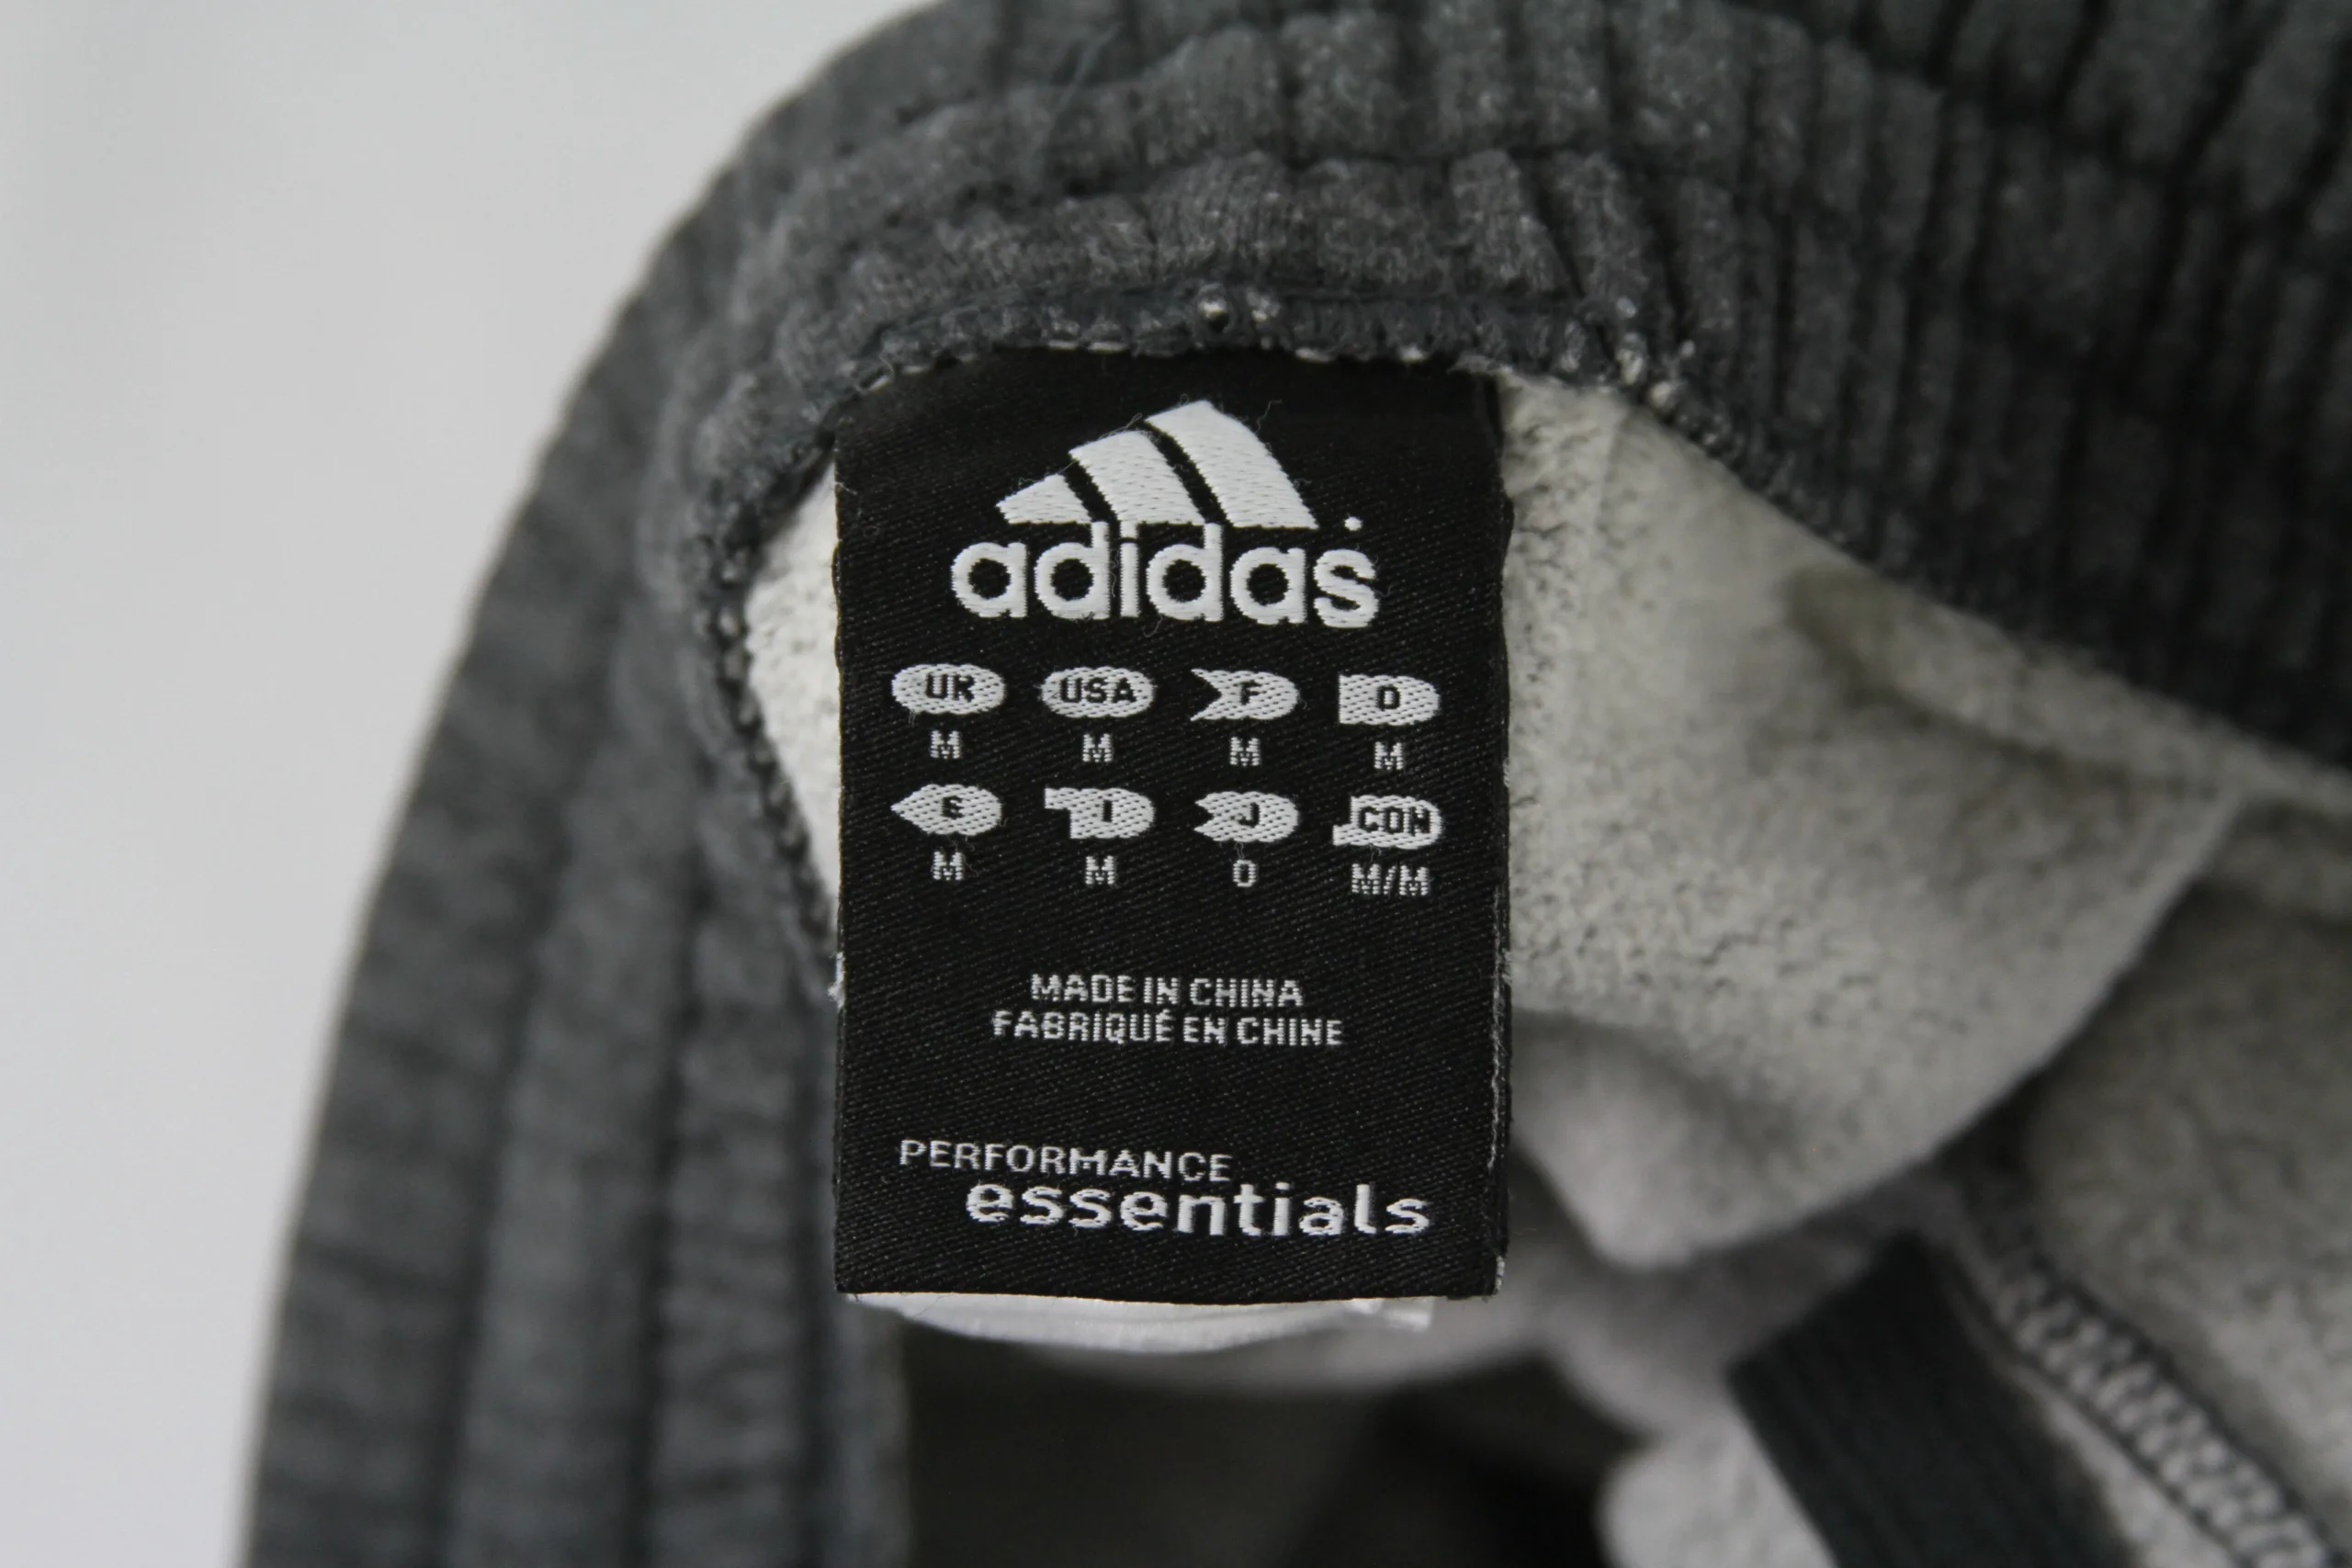 adidas
UK USA F D
M M M M
E I J CON
M M O M/M
MADE IN CHINA
FABRIQUÉ EN CHINE
PERFORMANCE
essentials